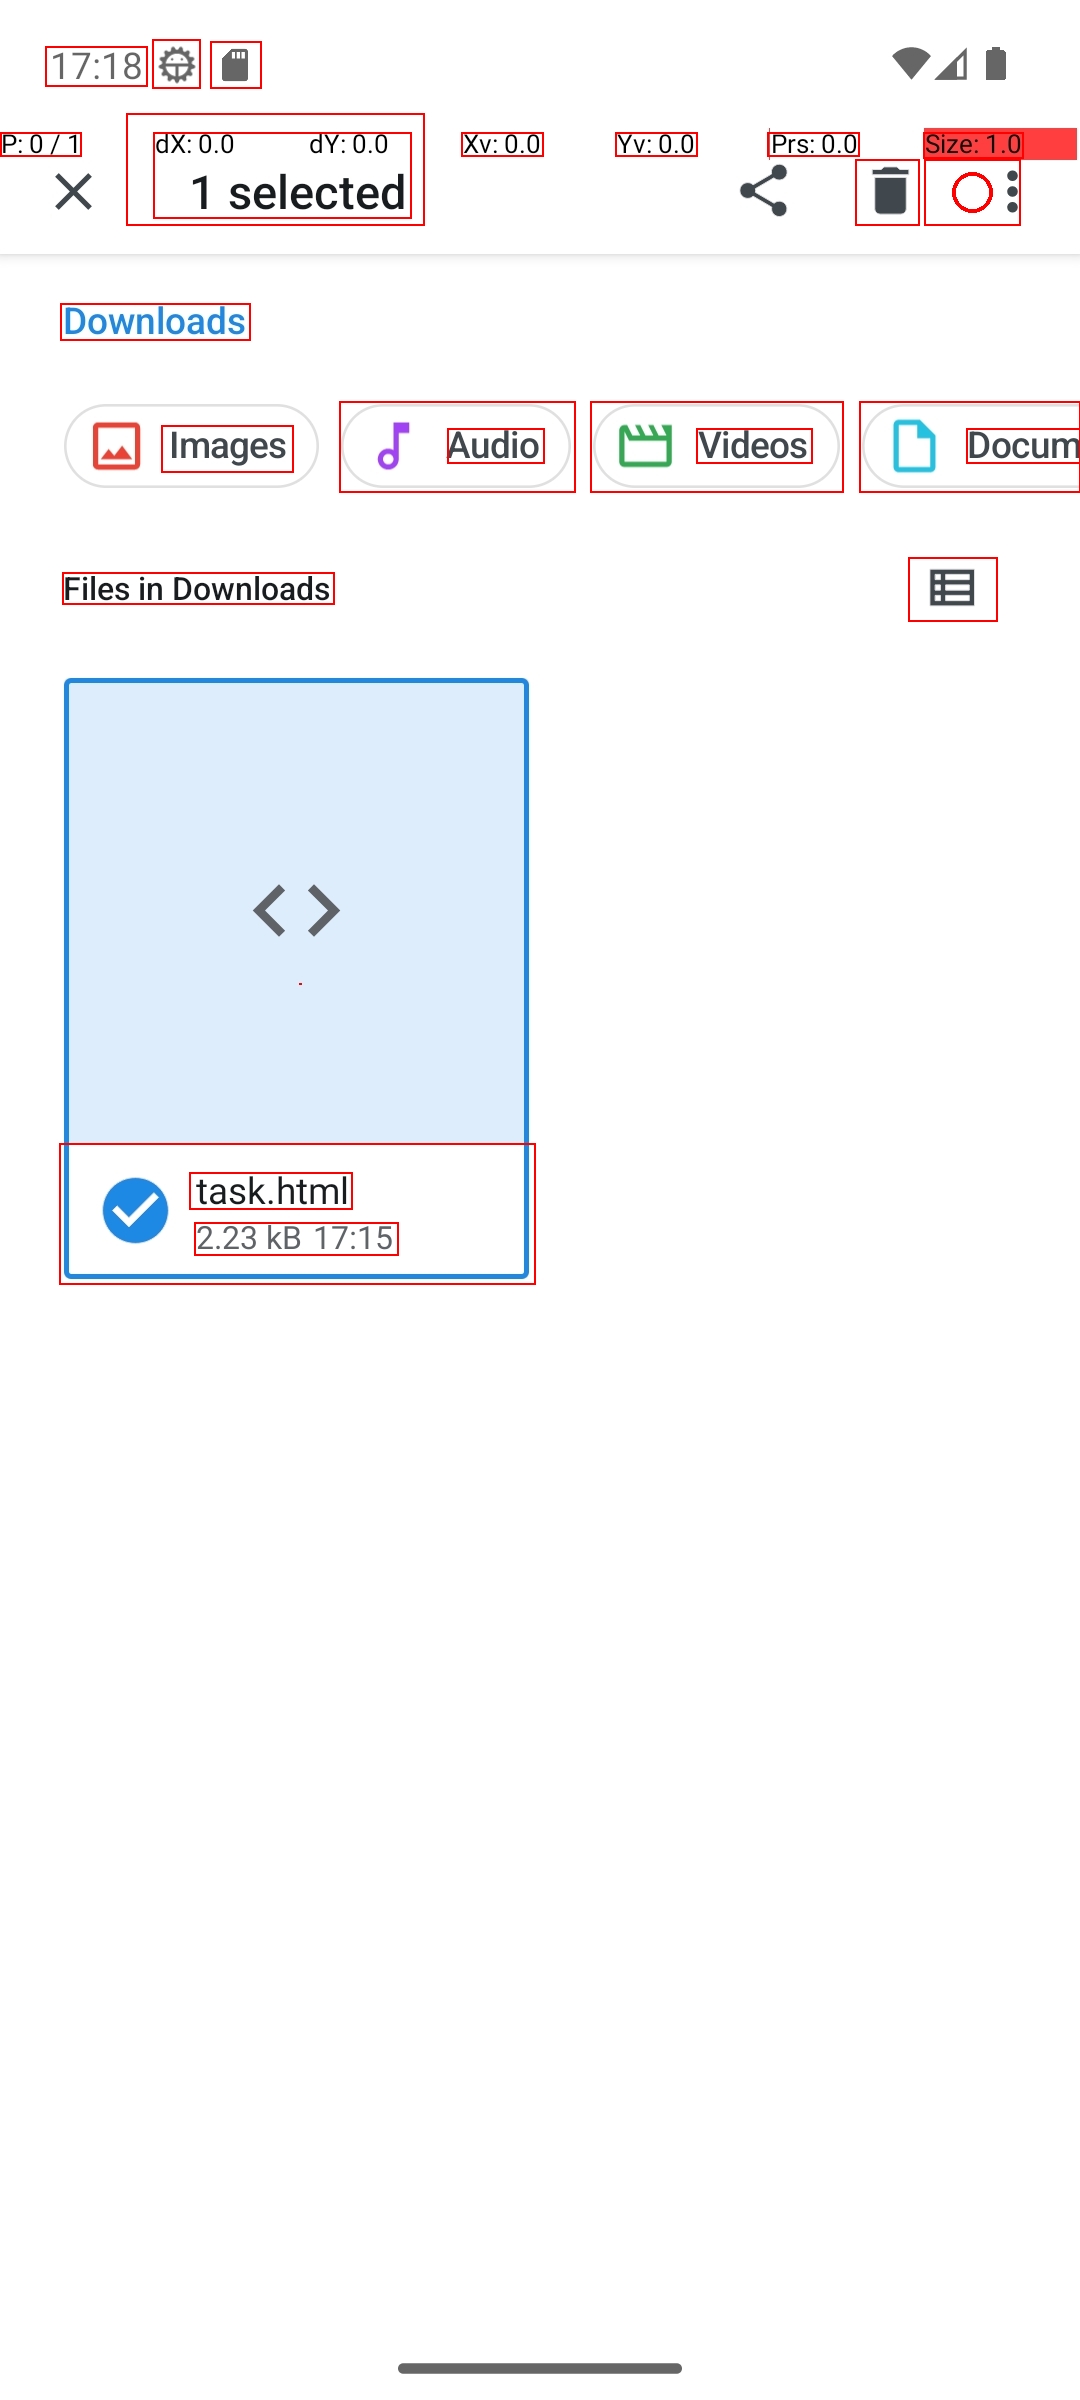 17:18
P: 0 / 1 dX: 0.0 dY: 0.0 Xv: 0.0 Yv: 0.0 Prs: 0.0 Size: 1.0
1 selected
Downloads
Images Audio Videos Docum
Files in Downloads
task.html
2.23 kB 17:15